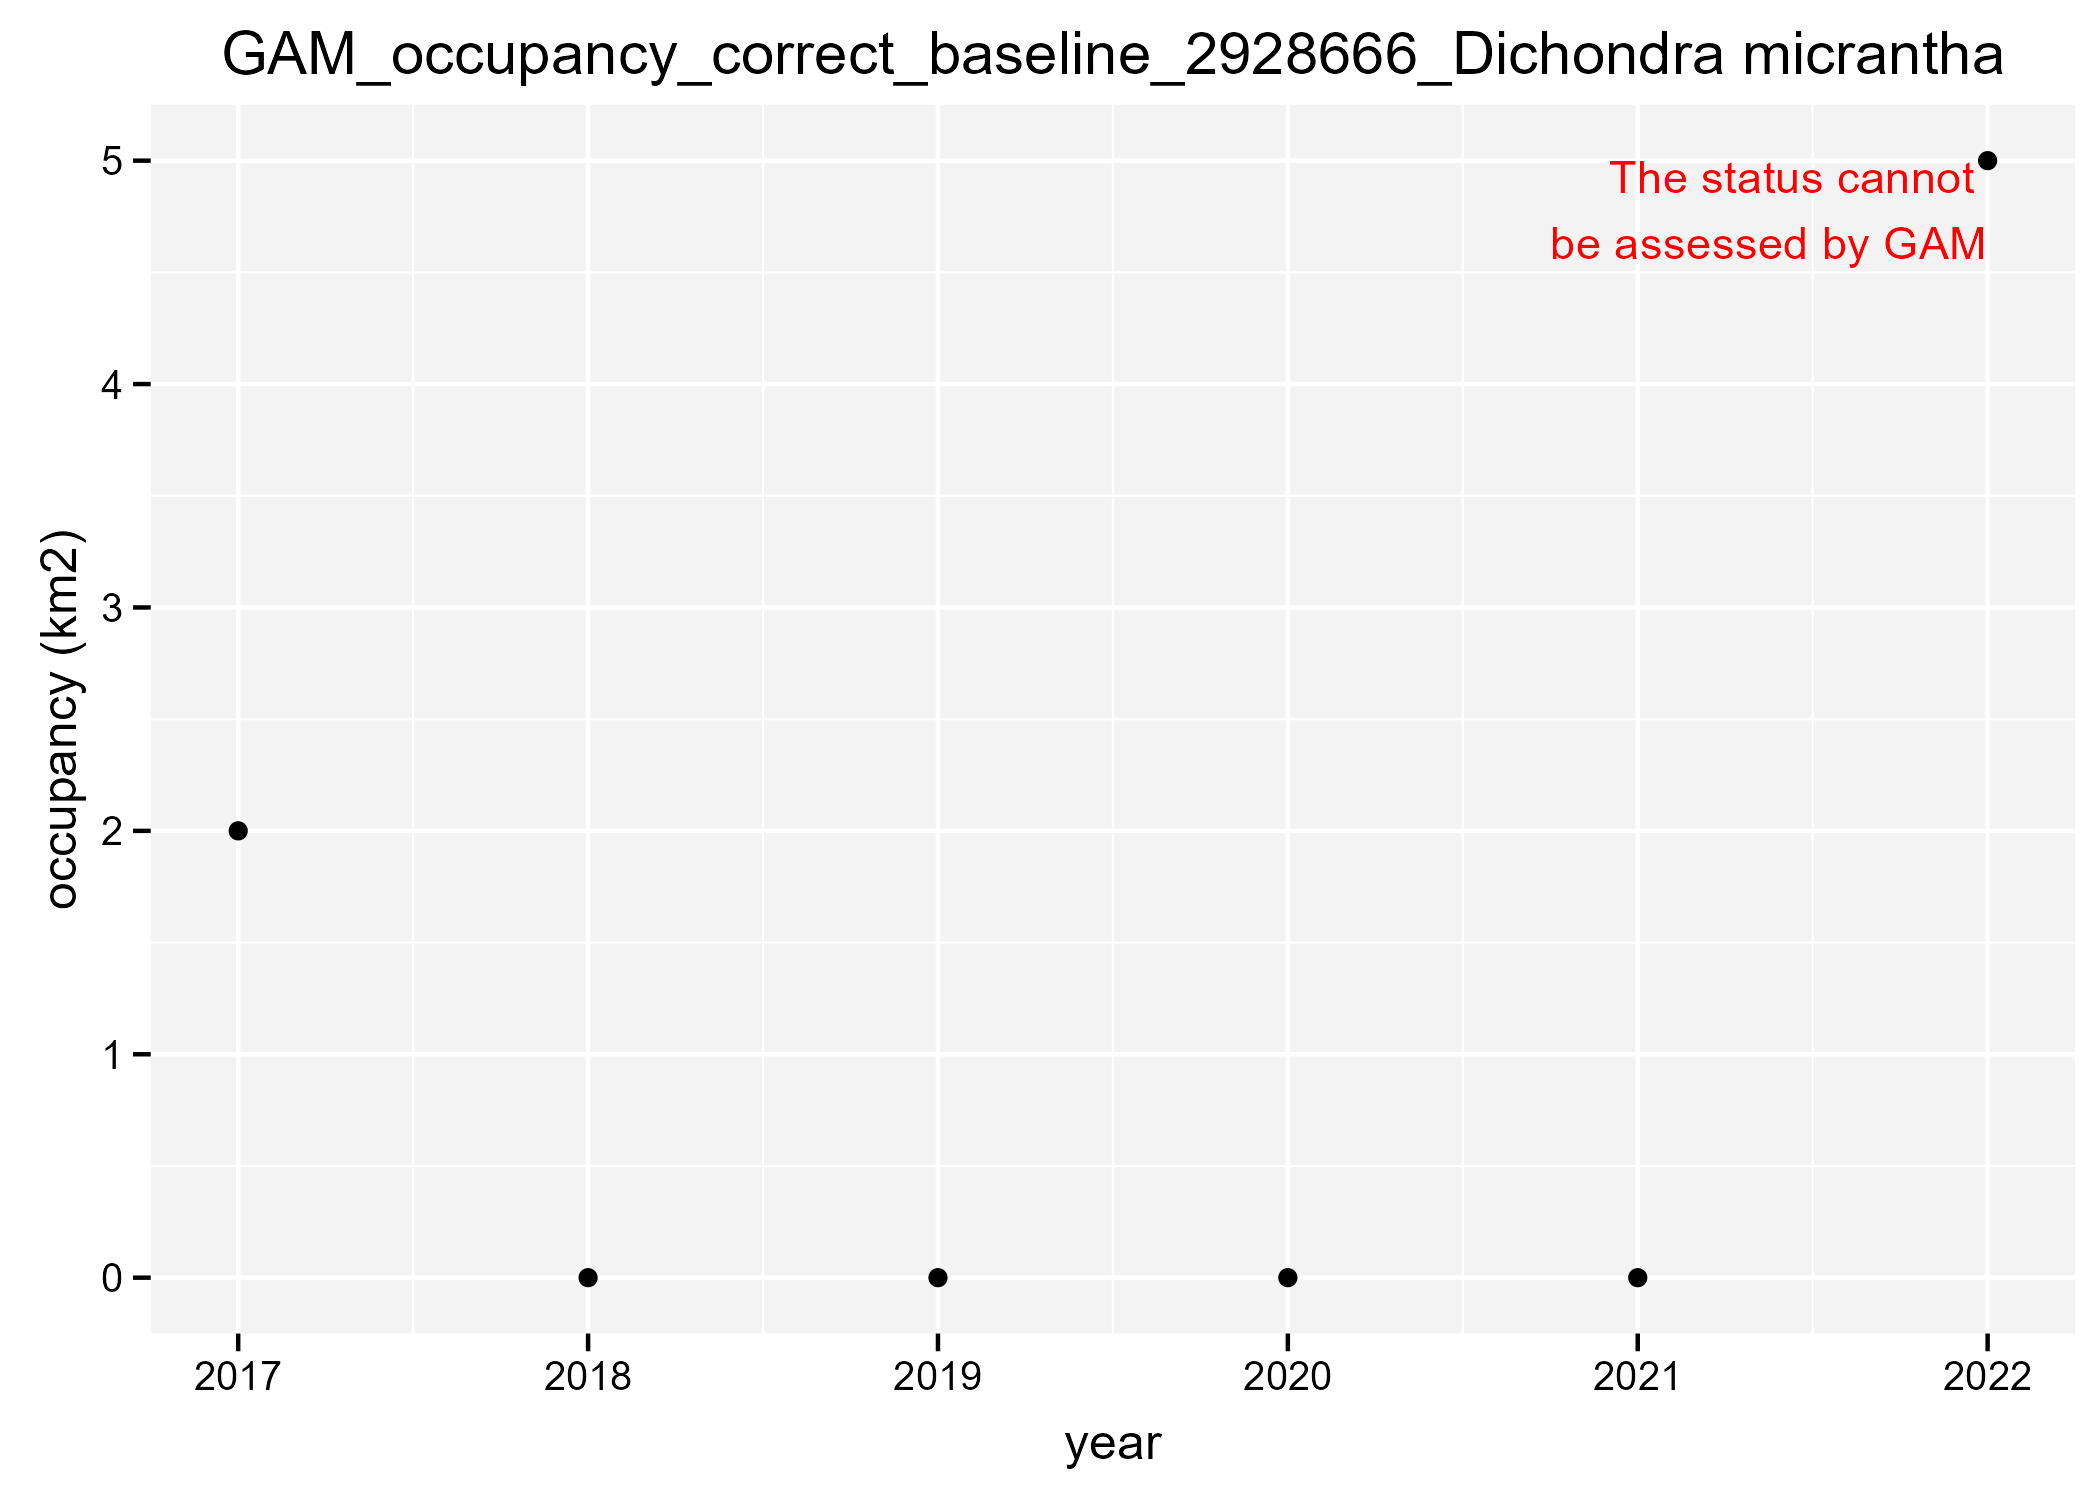 GAM_occupancy_correct_baseline_2928666_Dichondra micrantha
The status cannot
be assessed by GAM
occupancy (km2)
5
4
3
2
1
0
2017 2018 2019 2020 2021 2022
year